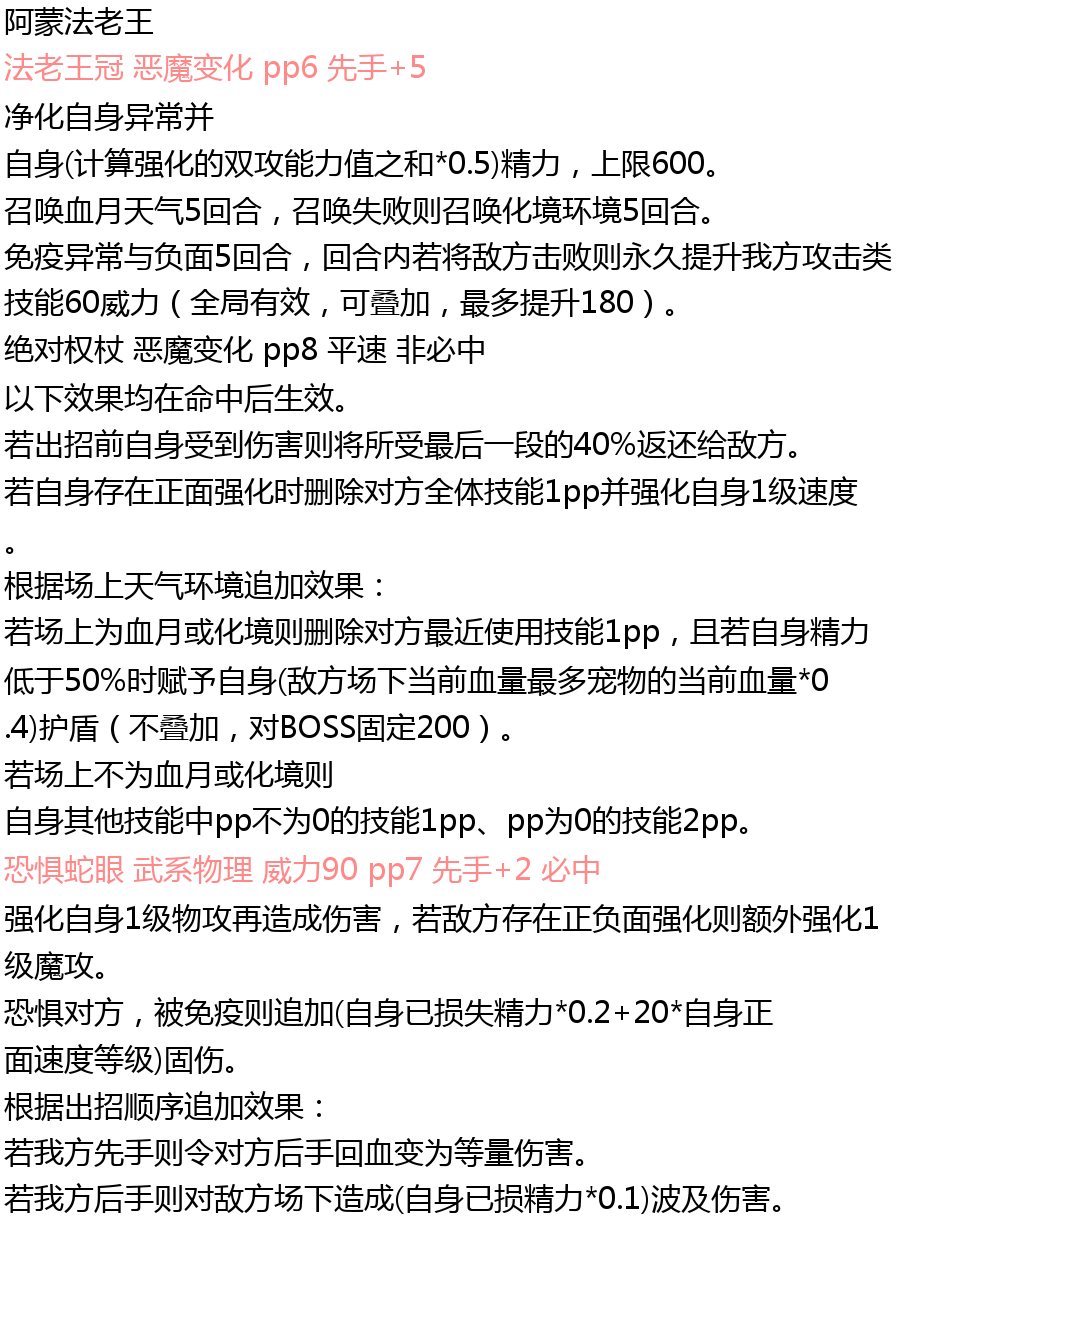 阿蒙法老王
法老王冠 恶魔变化 pp6 先手+5
净化自身异常并
自身(计算强化的双攻能力值之和*0.5)精力，上限600。
召唤血月天气5回合，召唤失败则召唤化境环境5回合。
免疫异常与负面5回合，回合内若将敌方击败则永久提升我方攻击类
技能60威力（全局有效，可叠加，最多提升180）。
绝对权杖 恶魔变化 pp8 平速 非必中
以下效果均在命中后生效。
若出招前自身受到伤害则将所受最后一段的40%返还给敌方。
若自身存在正面强化时删除对方全体技能1pp并强化自身1级速度
。
根据场上天气环境追加效果：
若场上为血月或化境则删除对方最近使用技能1pp，且若自身精力
低于50%时赋予自身(敌方场下当前血量最多宠物的当前血量*0
.4)护盾（不叠加，对BOSS固定200）。
若场上不为血月或化境则
自身其他技能中pp不为0的技能1pp、pp为0的技能2pp。
恐惧蛇眼 武系物理 威力90 pp7 先手+2 必中
强化自身1级物攻再造成伤害，若敌方存在正负面强化则额外强化1
级魔攻。
恐惧对方，被免疫则追加(自身已损失精力*0.2+20*自身正
面速度等级)固伤。
根据出招顺序追加效果：
若我方先手则令对方后手回血变为等量伤害。
若我方后手则对敌方场下造成(自身已损精力*0.1)波及伤害。